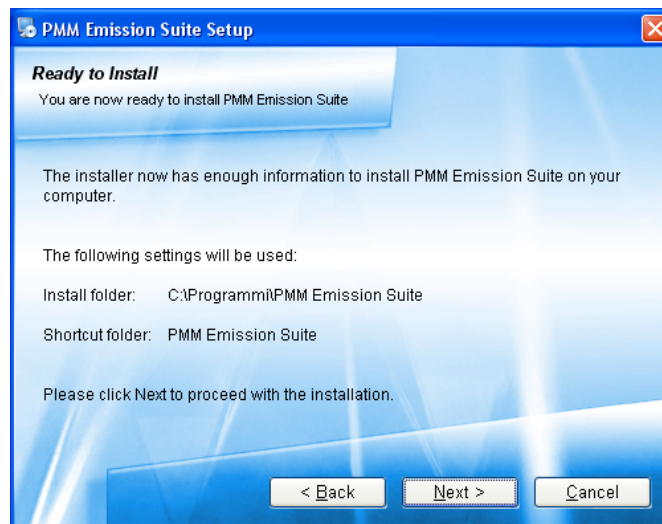 PMM Emission Suite Setup
Ready to Install
You are now ready to install PMM Emission Suite
The installer now has enough information to install PMM Emission Suite on your
computer.
The following settings will be used:
Install folder: C:\Programmi\PMM Emission Suite
Shortcut folder: PMM Emission Suite
Please click Next to proceed with the installation.
< Back Next > Cancel